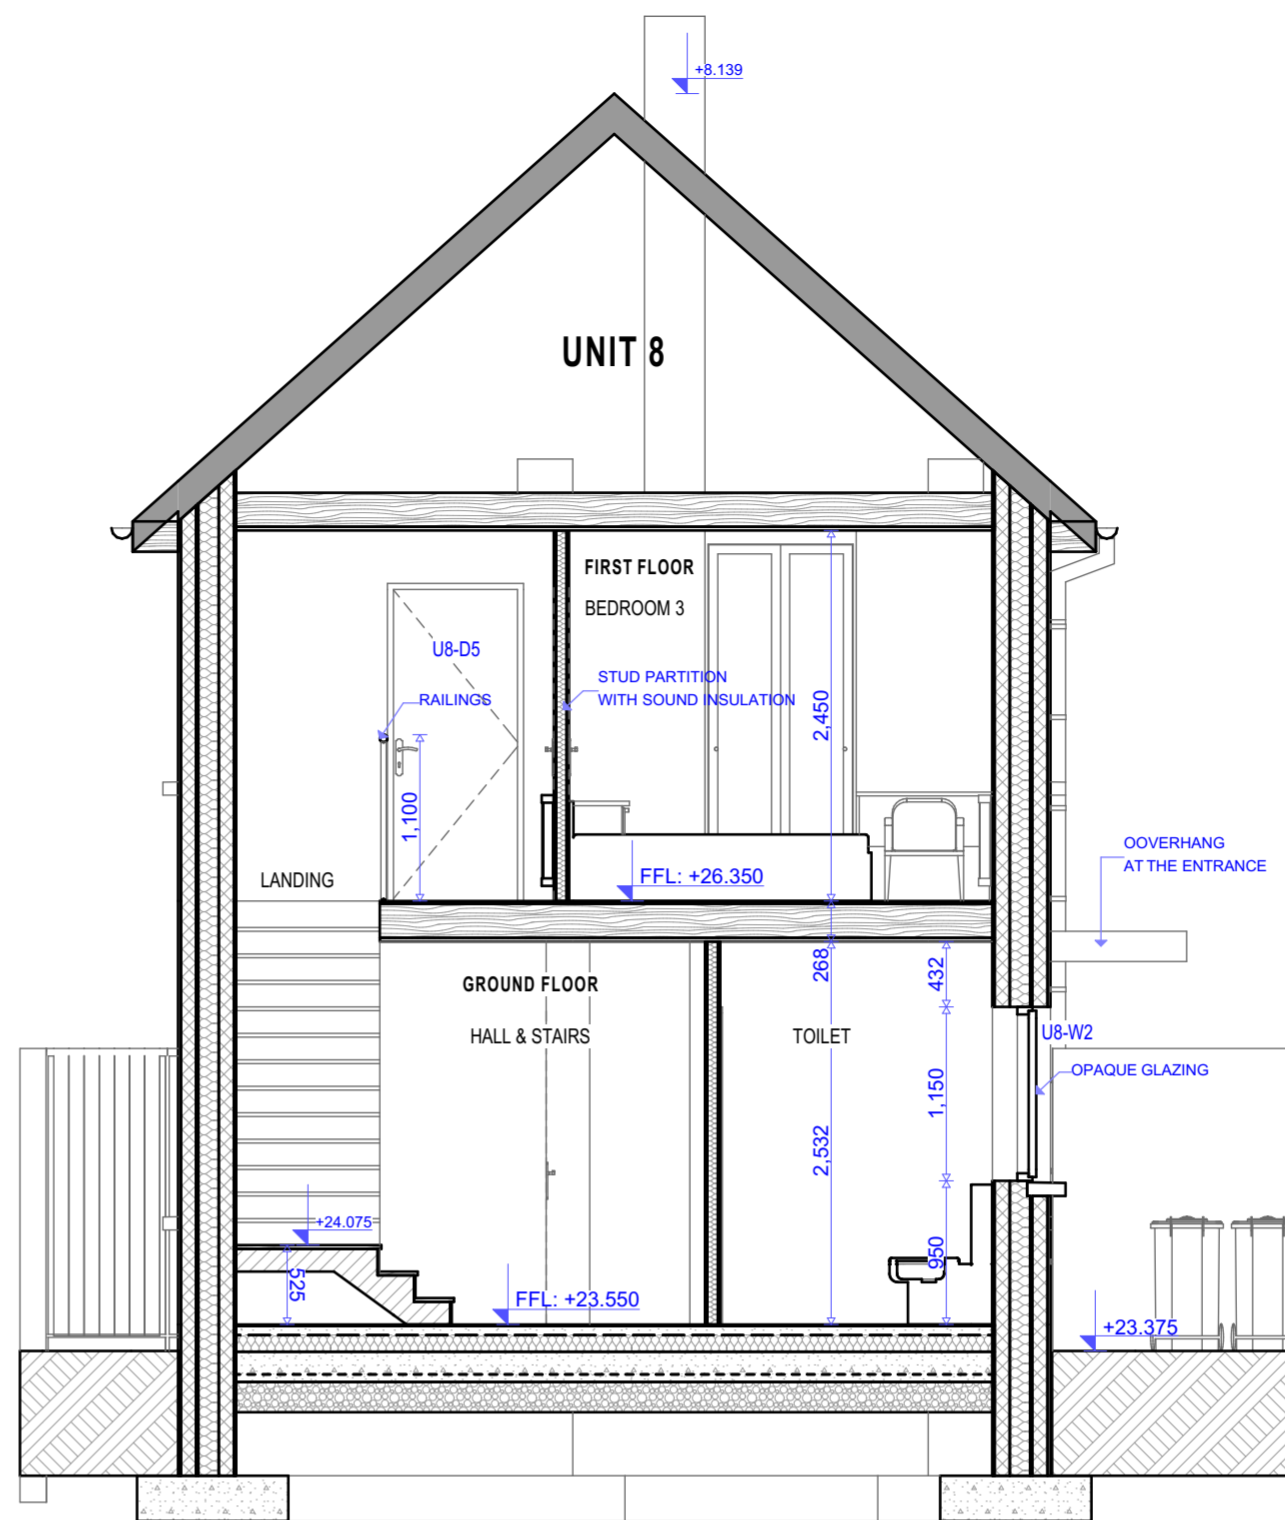 +8.139
UNIT 8
FIRST FLOOR
BEDROOM 3
U8-D5
STUD PARTITION
WITH SOUND INSULATION
RAILINGS
2,450
1,100
LANDING
FFL: +26.350
OOVERHANG
AT THE ENTRANCE
268
432
GROUND FLOOR
HALL & STAIRS
TOILET
U8-W2
OPAQUE GLAZING
1,150
2,532
+24.075
950
525
FFL: +23.550
+23.375